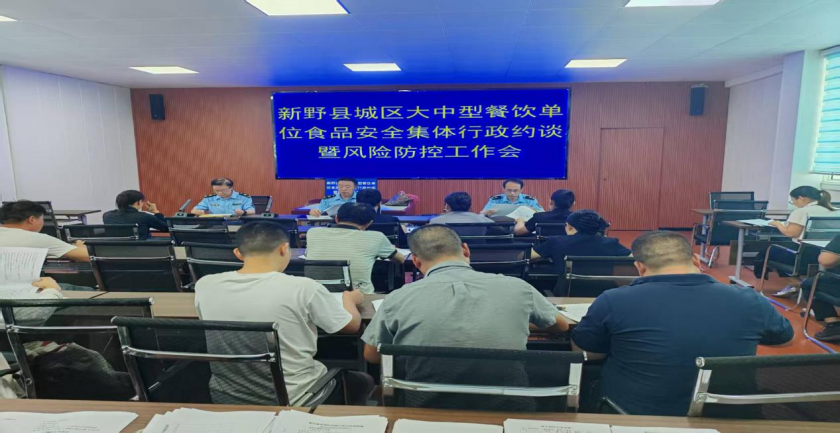 新野县城区大中型餐饮单
位食品安全集体行政约谈
暨风险防控工作会